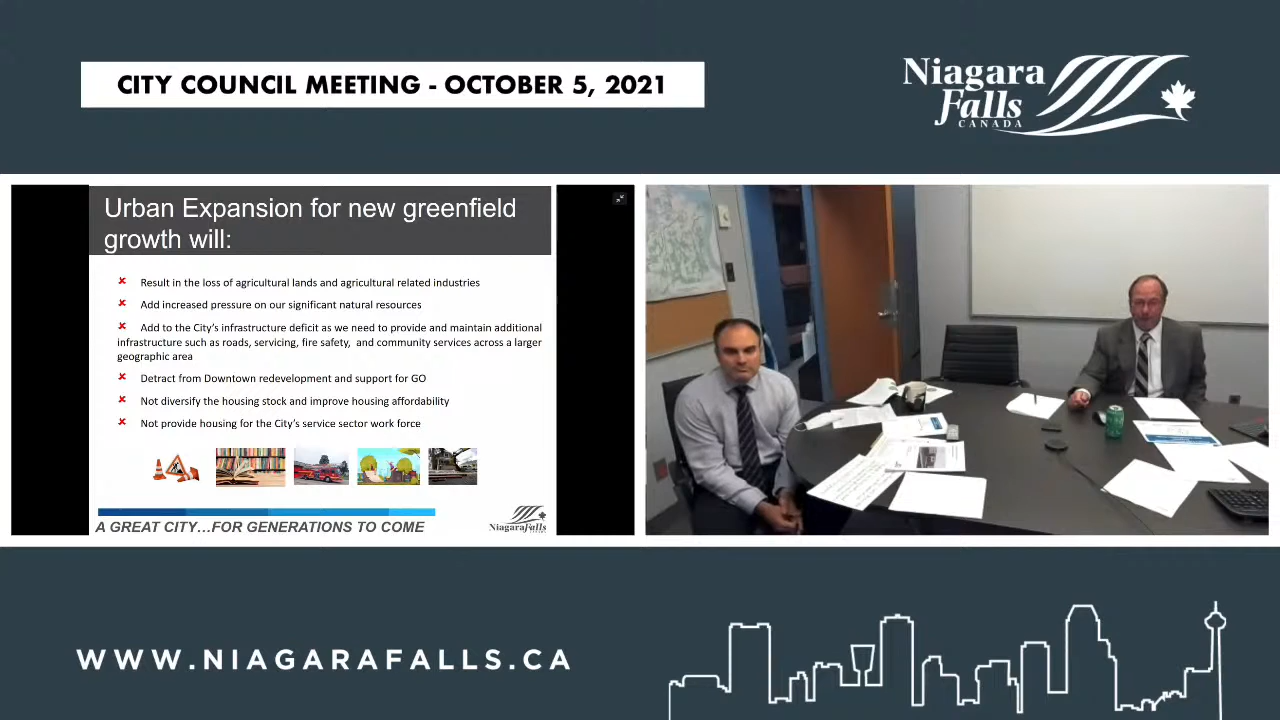 CITY COUNCIL MEETING - OCTOBER 5, 2021
Niagara
Falls
CANADA
Urban Expansion for new greenfield
growth will:
Result in the loss of agricultural lands and agricultural related industries
Add increased pressure on our significant natural resources
Add to the City's infrastructure deficit as we need to provide and maintain additional
infrastructure such as roads, servicing, fire safety, and community services across a larger
geographic area
Detract from Downtown redevelopment and support for GO
Not diversify the housing stock and improve housing affordability
Not provide housing for the City's service sector work force
A GREAT CITY...FOR GENERATIONS TO COME
NiagaraFalls
WWW.NIAGARAFALLS.CA